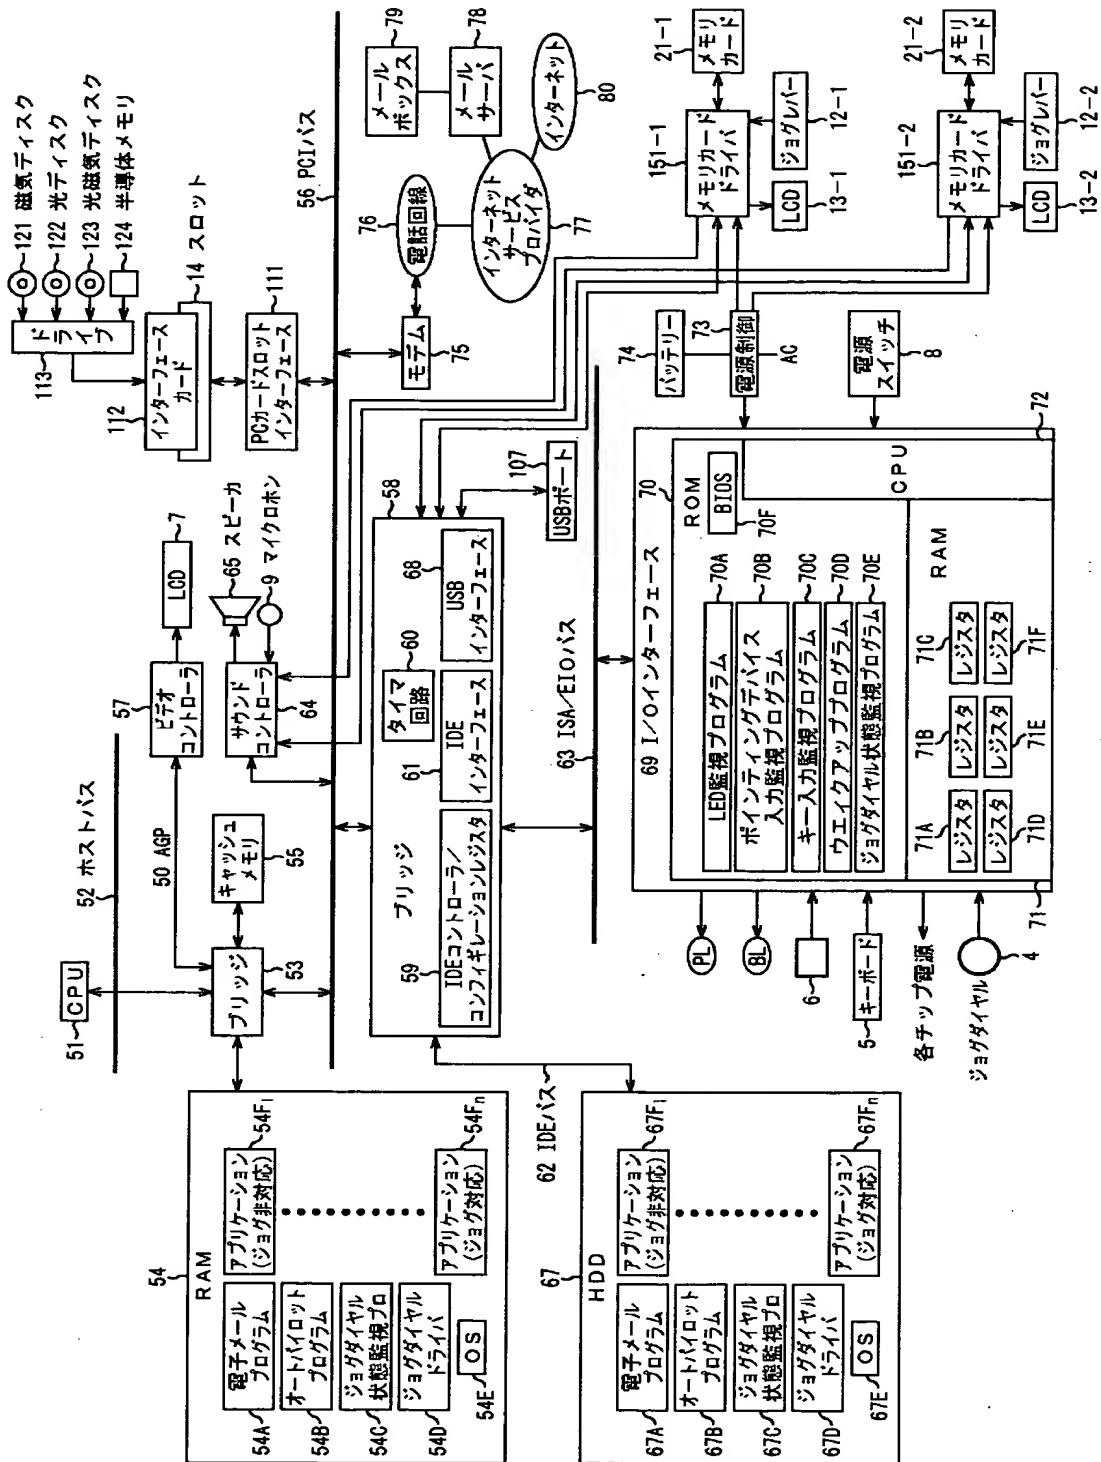 51
CPU
52 ホストバス
ブリッジ
53
50 AGP
キャッシュ
メモリ
55
57
ビデオ
コントローラ
LCD
7
サウンド
コントローラ
64
65 スピーカ
9 マイクロホン
121 磁気ディスク
122 光ディスク
123 光磁気ディスク
124 半導体メモリ
ドライブ
113
112
インターフェース
カード
14 スロット
PCカードスロット
インターフェース
111
56 PCIバス
モデム
75
76
電話回線
インターネット
サービス
プロバイダ
77
メール
ボックス
79
メール
サーバ
78
インターネット
80
54
RAM
54A
電子メール
プログラム
54B
オートパイロット
プログラム
54C
ジョグダイヤル
状態監視プロ
54D
ジョグダイヤル
ドライバ
54E
OS
アプリケーション
(ジョグ非対応)
54F1
アプリケーション
(ジョグ対応)
54Fn
ブリッジ
58
59
IDEコントローラ/
コンフィギレーションレジスタ
タイマ
回路
60
61
IDE
インターフェース
68
USB
インターフェース
USBポート
107
62 IDEバス
63 ISA/EIOバス
67
HDD
67A
電子メール
プログラム
67B
オートパイロット
プログラム
67C
ジョグダイヤル
状態監視プロ
67D
ジョグダイヤル
ドライバ
67E
OS
アプリケーション
(ジョグ非対応)
67F1
アプリケーション
(ジョグ対応)
67Fn
151-1
メモリカード
ドライバ
21-1
メモリ
カード
ジョグレバー
12-1
LCD
13-1
151-2
メモリカード
ドライバ
21-2
メモリ
カード
ジョグレバー
12-2
LCD
13-2
74
バッテリー
73
電源制御
AC
電源
スイッチ
8
69 I/Oインターフェース
70
ROM
BIOS
70F
LED監視プログラム
70A
ポインティングデバイス
入力監視プログラム
70B
キー入力監視プログラム
70C
ウエイクアッププログラム
70D
ジョグダイヤル状態監視プログラム
70E
CPU
72
RAM
71
71A
レジスタ
71B
レジスタ
71C
レジスタ
レジスタ
71D
レジスタ
71E
レジスタ
71F
PL
BL
6
5
キーボード
各チップ電源
ジョグダイヤル
4